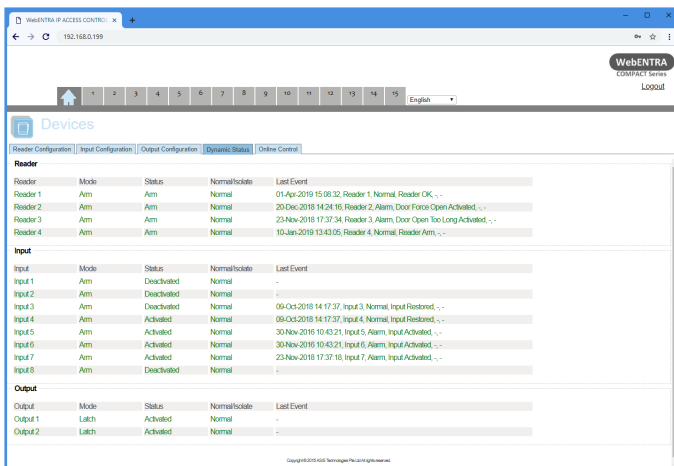 WebENTRA IP ACCESS CONTROL
192.168.0.199
WebENTRA
COMPACT Series
Logout
1 2 3 4 5 6 7 8 9 10 11 12 13 14 15 English
Devices
Reader Configuration Input Configuration Output Configuration Dynamic Status Online Control
Reader
Reader Mode Status Normal/Isolate Last Event
Reader 1 Arm Arm Normal 01-Apr-2019 15:08:32, Reader 1, Normal, Reader OK, -, -
Reader 2 Arm Arm Normal 20-Dec-2018 14:24:16, Reader 2, Alarm, Door Force Open Activated, -, -
Reader 3 Arm Arm Normal 23-Nov-2018 17:37:34, Reader 3, Alarm, Door Open Too Long Activated, -, -
Reader 4 Arm Arm Normal 10-Jan-2019 13:43:05, Reader 4, Normal, Reader Arm, -, -
Input
Input Mode Status Normal/Isolate Last Event
Input 1 Arm Deactivated Normal -
Input 2 Arm Deactivated Normal -
Input 3 Arm Deactivated Normal 09-Oct-2018 14:17:37, Input 3, Normal, Input Restored, -, -
Input 4 Arm Activated Normal 09-Oct-2018 14:17:37, Input 4, Normal, Input Restored, -, -
Input 5 Arm Activated Normal 30-Nov-2016 10:43:21, Input 5, Alarm, Input Activated, -, -
Input 6 Arm Activated Normal 30-Nov-2016 10:43:21, Input 6, Alarm, Input Activated, -, -
Input 7 Arm Activated Normal 23-Nov-2018 17:37:18, Input 7, Alarm, Input Activated, -, -
Input 8 Arm Deactivated Normal -
Output
Output Mode Status Normal/Isolate Last Event
Output 1 Latch Activated Normal -
Output 2 Latch Activated Normal -
Copyright © 2015 ASIS Technologies Pte Ltd All rights reserved.